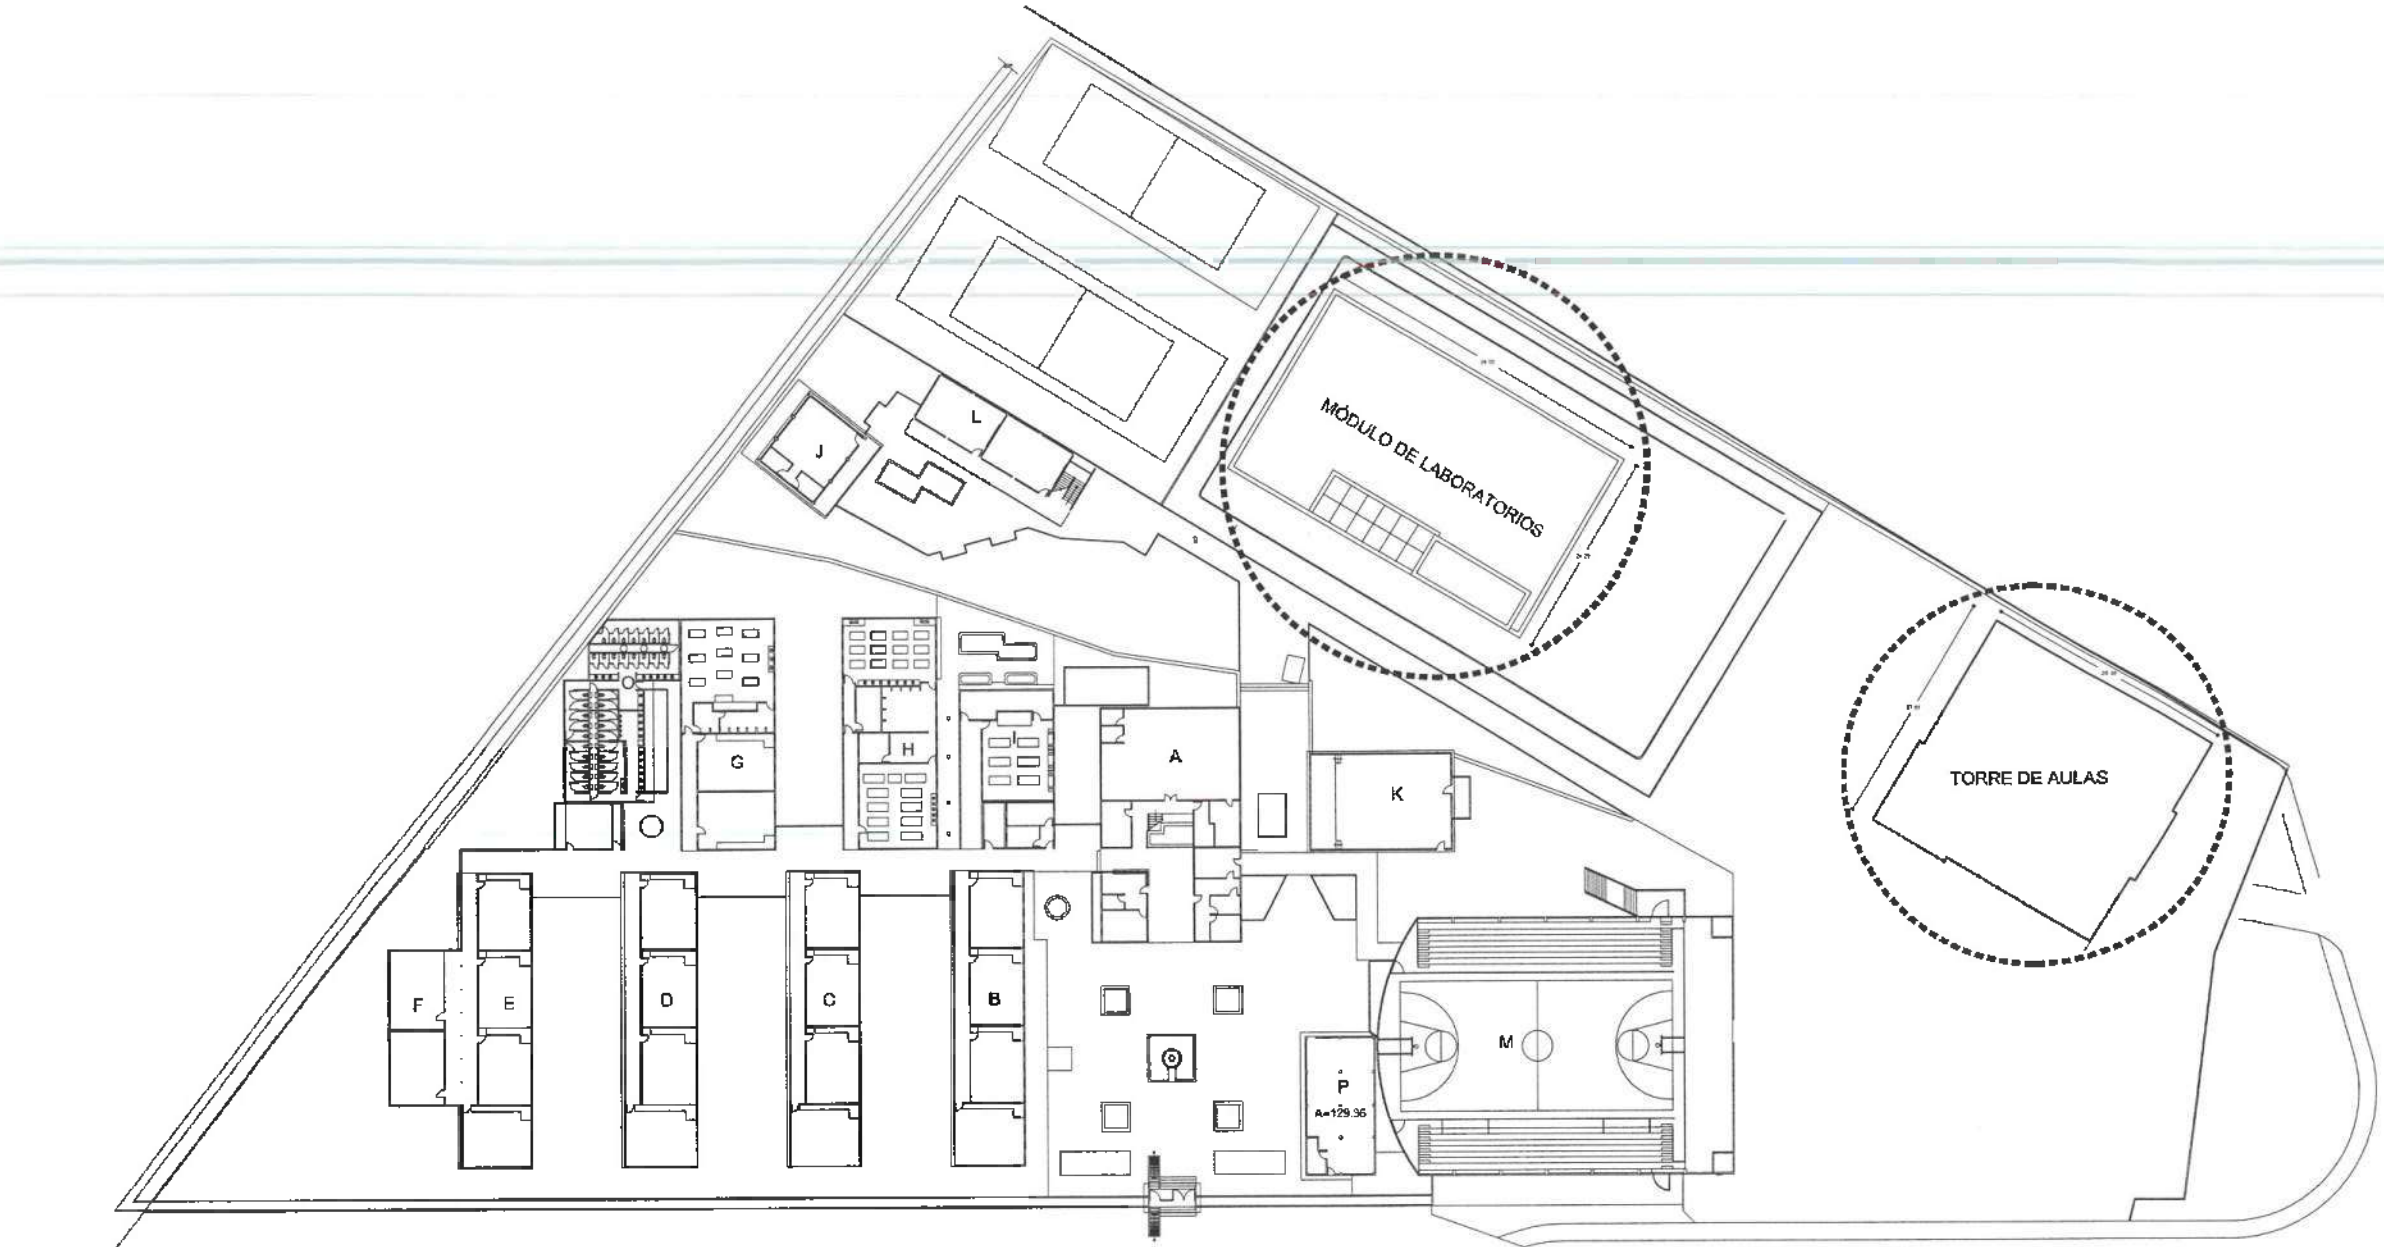 L
MÓDULO DE LABORATORIOS
J
TORRE DE AULAS
A
H
G
I
K
F
E
D
C
B
M
P
A=129.36